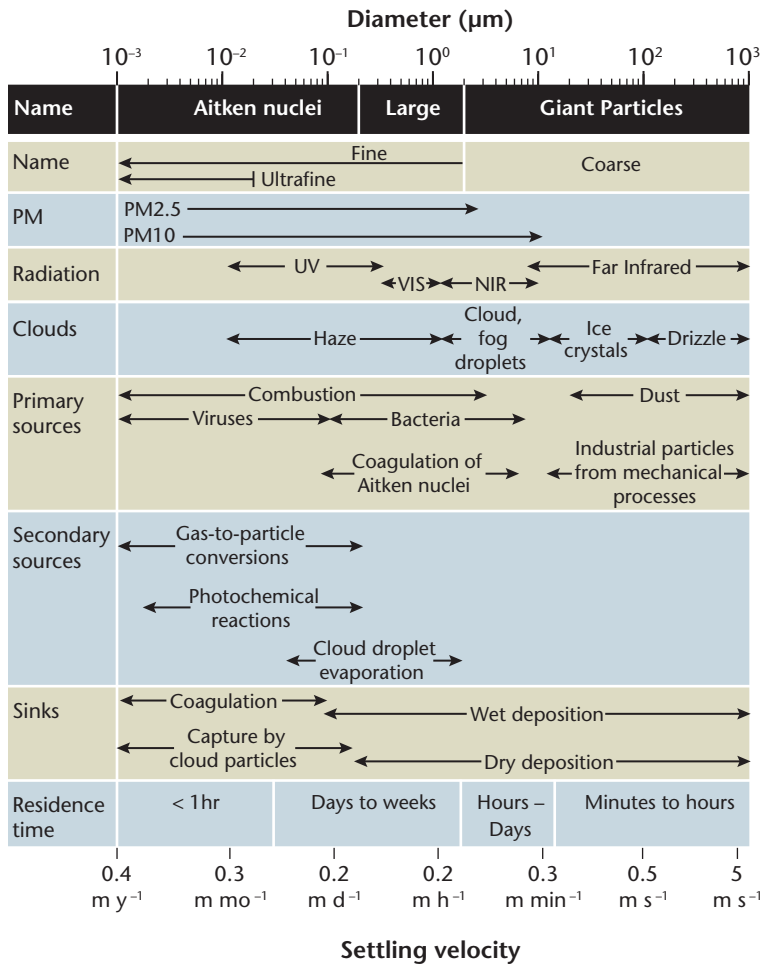 Diameter (μm)
10⁻³ 10⁻² 10⁻¹ 10⁰ 10¹ 10² 10³
Name Aitken nuclei Large Giant Particles
Name
Fine
Ultrafine
Coarse
PM
PM2.5
PM10
Radiation
UV
VIS
NIR
Far Infrared
Clouds
Haze
Cloud,
fog
droplets
Ice
crystals
Drizzle
Primary
sources
Combustion
Dust
Viruses
Bacteria
Coagulation of
Aitken nuclei
Industrial particles
from mechanical
processes
Secondary
sources
Gas-to-particle
conversions
Photochemical
reactions
Cloud droplet
evaporation
Sinks
Coagulation
Wet deposition
Capture by
cloud particles
Dry deposition
Residence
time
< 1hr
Days to weeks
Hours –
Days
Minutes to hours
0.4 0.3 0.2 0.2 0.3 0.5 5
m y⁻¹ m mo⁻¹ m d⁻¹ m h⁻¹ m min⁻¹ m s⁻¹ m s⁻¹
Settling velocity